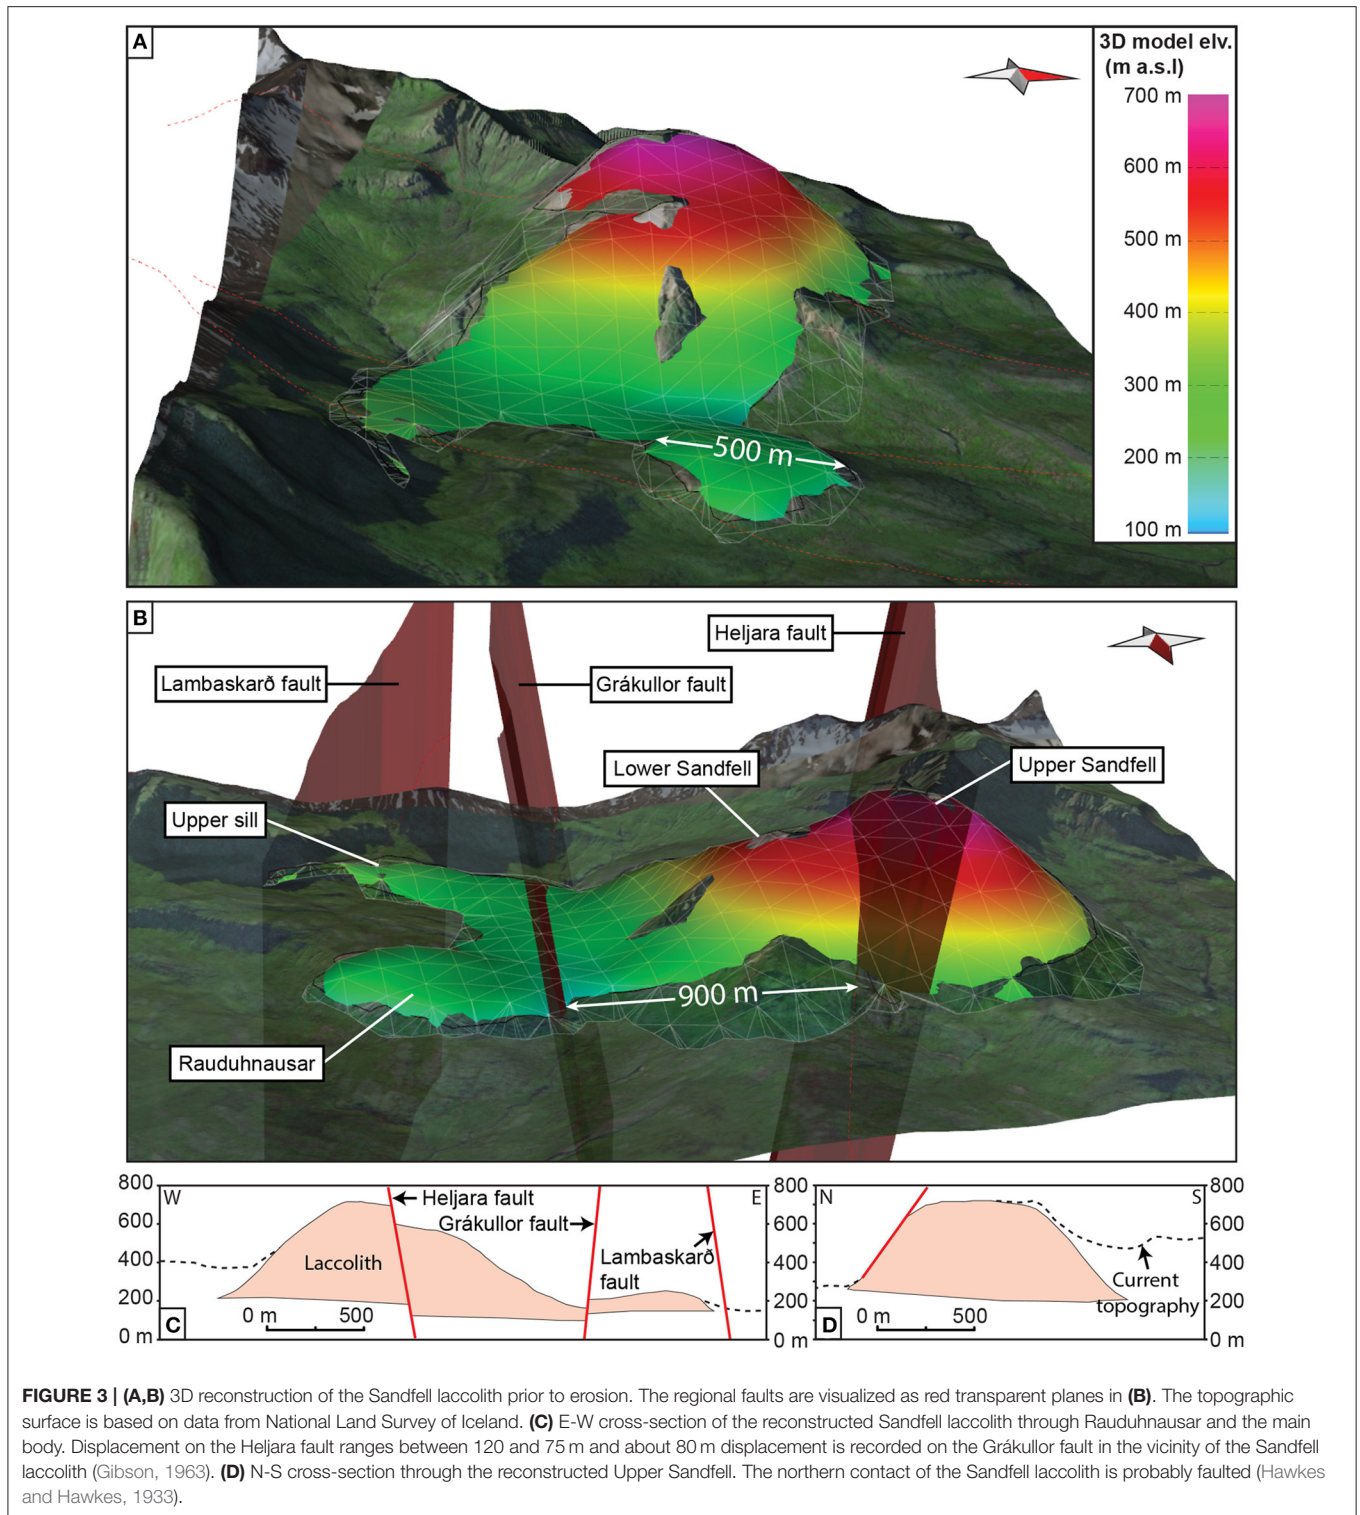 A
3D model elv.
(m a.s.l)
700 m
600 m
500 m
400 m
300 m
200 m
100 m
500 m
B
Heljara fault
Lambaskarð fault
Grákullor fault
Lower Sandfell
Upper Sandfell
Upper sill
900 m
Rauduhnausar
800
600
400
200
0 m
W
Heljara fault
Grákullor fault
E
Lambaskarð
fault
Laccolith
0 m 500
C
800
600
400
200
0 m
N
S
Current
topography
0 m 500
D
800
600
400
200
0 m
FIGURE 3 | (A,B) 3D reconstruction of the Sandfell laccolith prior to erosion. The regional faults are visualized as red transparent planes in (B). The topographic
surface is based on data from National Land Survey of Iceland. (C) E-W cross-section of the reconstructed Sandfell laccolith through Rauduhnausar and the main
body. Displacement on the Heljara fault ranges between 120 and 75 m and about 80 m displacement is recorded on the Grákullor fault in the vicinity of the Sandfell
laccolith (Gibson, 1963). (D) N-S cross-section through the reconstructed Upper Sandfell. The northern contact of the Sandfell laccolith is probably faulted (Hawkes
and Hawkes, 1933).